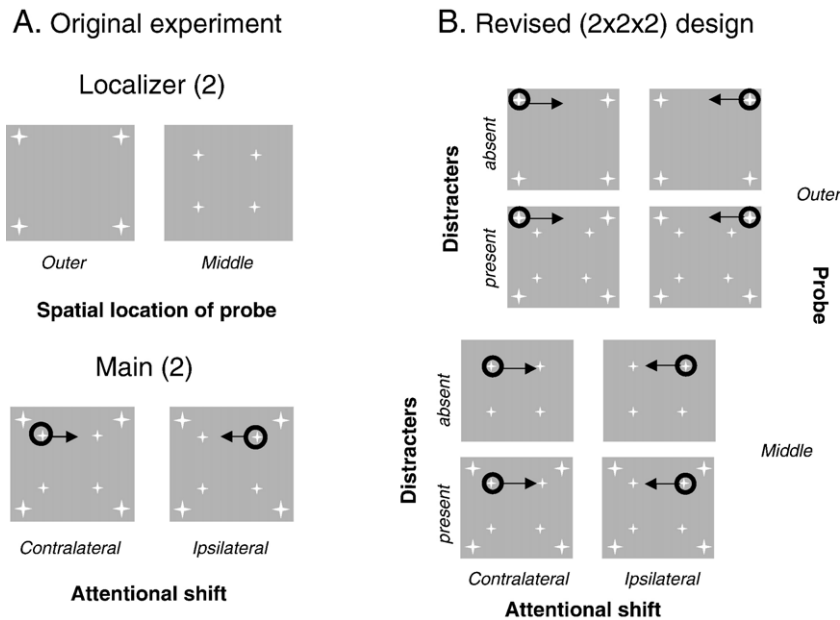 A. Original experiment
Localizer (2)
Outer
Middle
Spatial location of probe
Main (2)
Contralateral
Ipsilateral
Attentional shift
B. Revised (2x2x2) design
Distracters
absent
present
Outer
Probe
Distracters
absent
present
Middle
Contralateral
Ipsilateral
Attentional shift